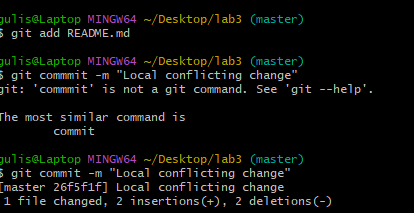 gulis@Laptop MINGW64 ~/Desktop/lab3 (master)
$ git add README.md
gulis@Laptop MINGW64 ~/Desktop/lab3 (master)
$ git commmit -m "Local conflicting change"
git: 'commmit' is not a git command. See 'git --help'.
The most similar command is
commit
gulis@Laptop MINGW64 ~/Desktop/lab3 (master)
$ git commit -m "Local conflicting change"
[master 26f5f1f] Local conflicting change
1 file changed, 2 insertions(+), 2 deletions(-)